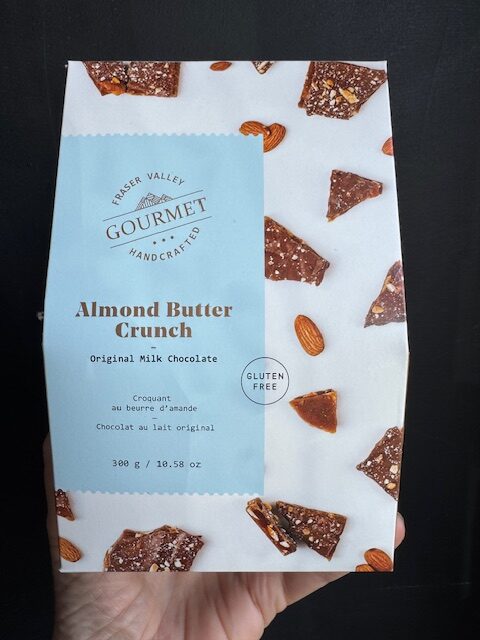 FRASER VALLEY
GOURMET
HANDCRAFTED
Almond Butter
Crunch
Original Milk Chocolate
GLUTEN
FREE
Croquant
au beurre d'amande
Chocolat au lait original
300 g / 10.58 oz